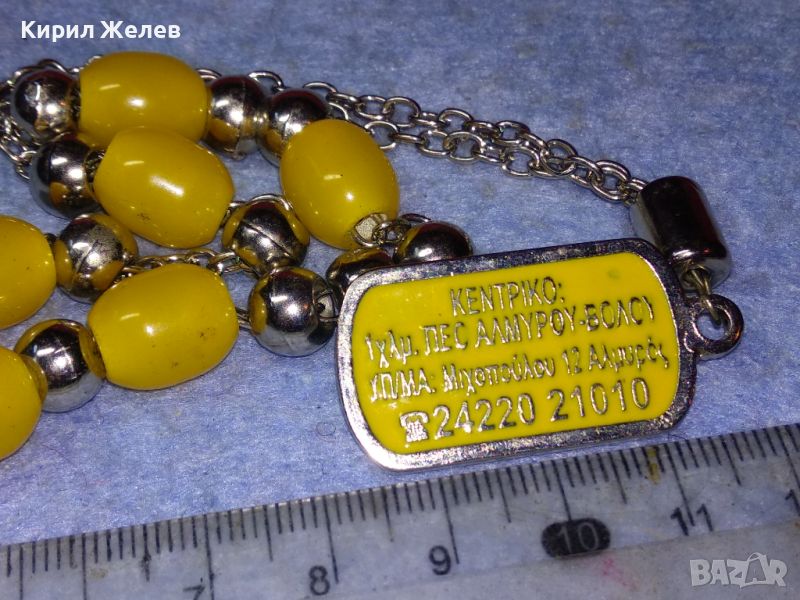 Кирил Желев
ΚΕΝΤΡΙΚΟ:
1χλμ. ΠΕΣ ΑΛΜΥΡΟΥ-ΒΟΛΟΥ
ΥΠ/ΜΑ: Μιχοπούλου 12 Αλμυρός
☎24220 21010
7 8 9 10 11
BAZAR